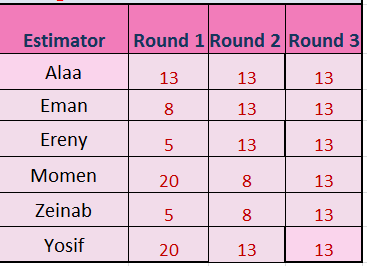 Estimator Round 1 Round 2 Round 3
Alaa 13 13 13
Eman 8 13 13
Ereny 5 13 13
Momen 20 8 13
Zeinab 5 8 13
Yosif 20 13 13